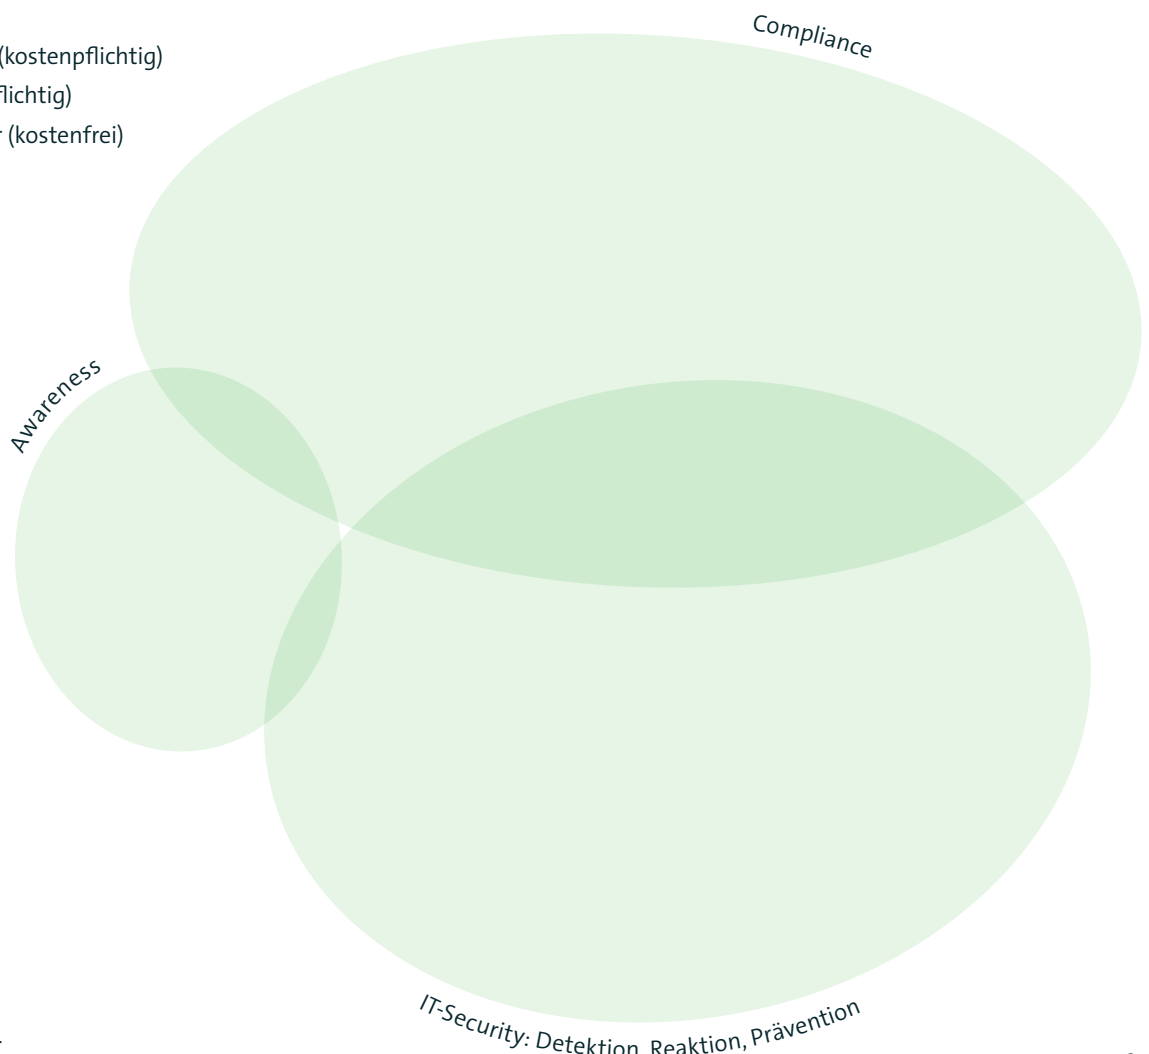 (kostenpflichtig)
flichtig)
(kostenfrei)
Compliance
Awareness
IT-Security: Detektion, Reaktion, Prävention